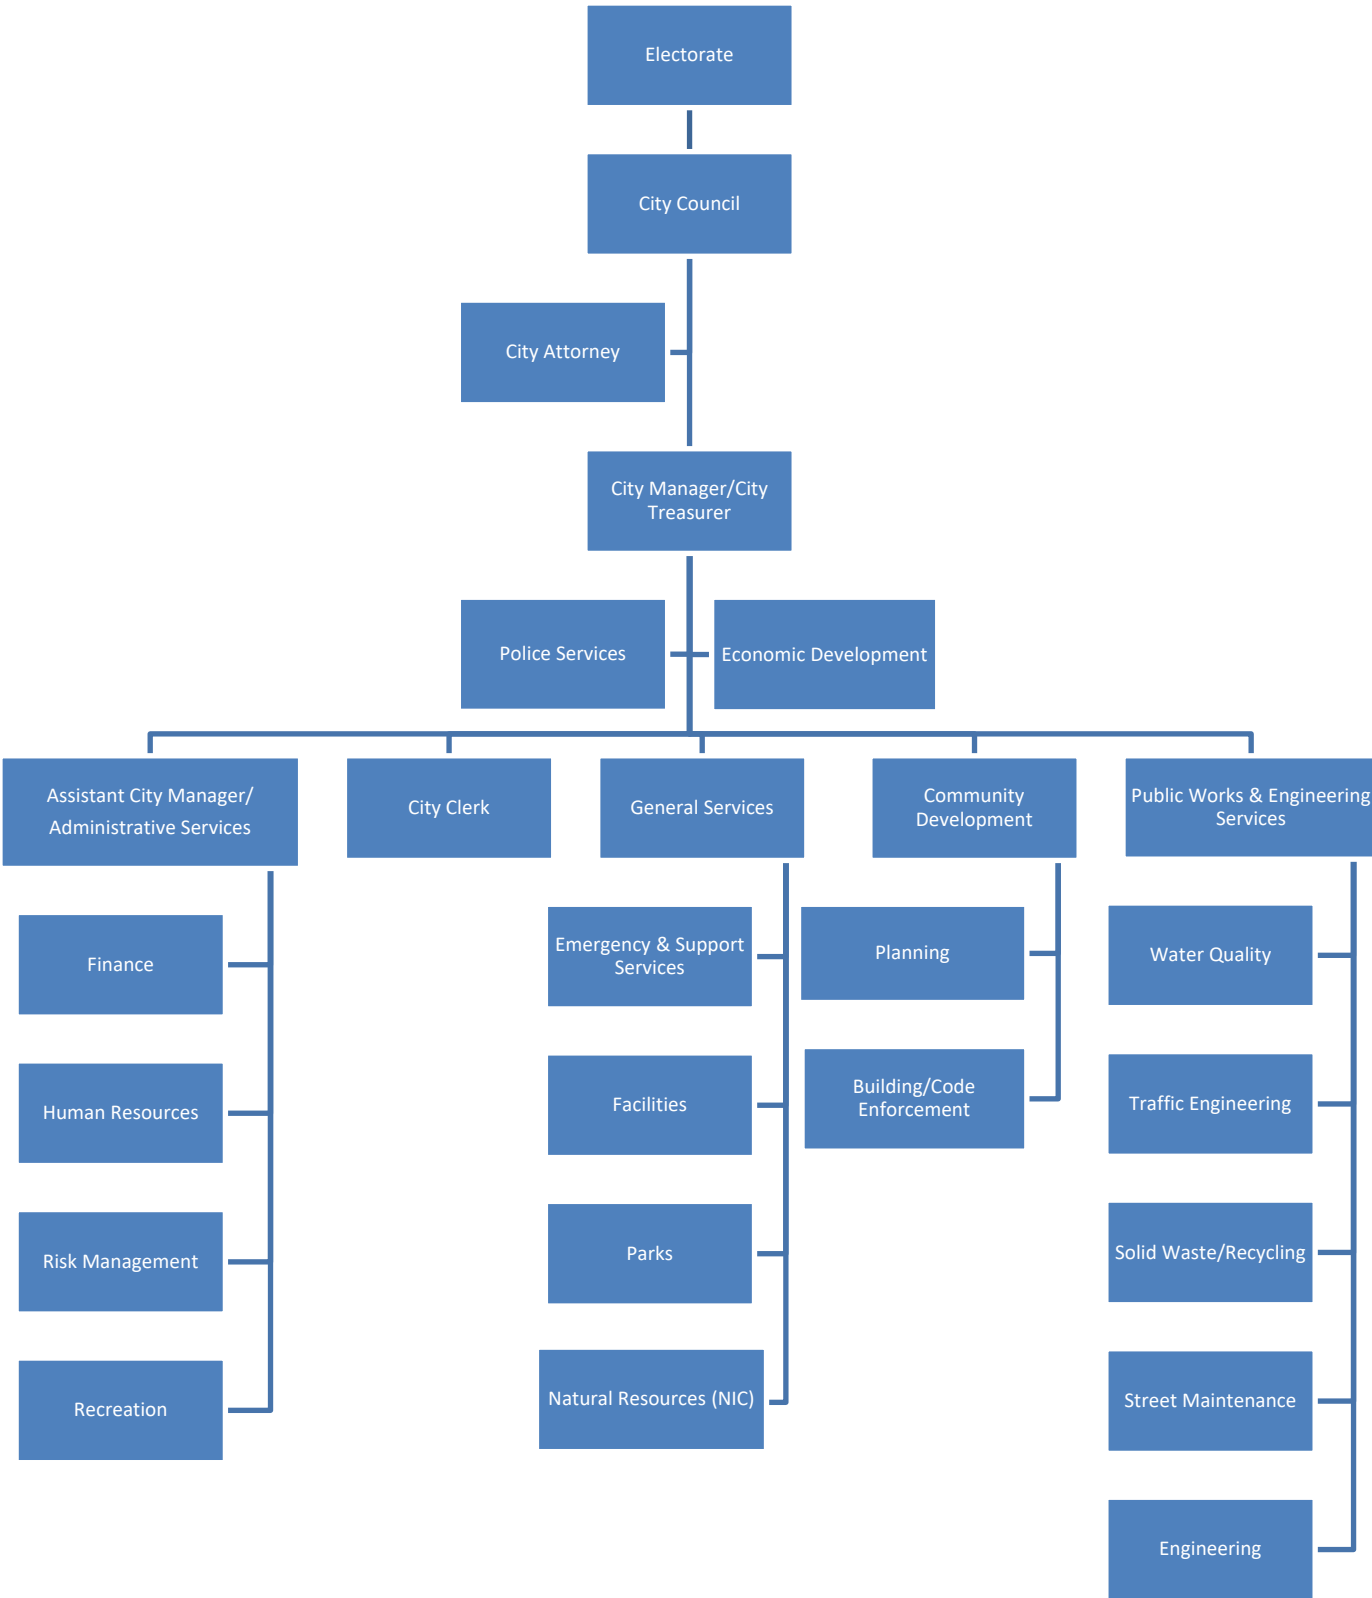 Electorate
City Council
City Attorney
City Manager/City
Treasurer
Police Services
Economic Development
Assistant City Manager/
Administrative Services
City Clerk
General Services
Community
Development
Public Works & Engineering
Services
Finance
Human Resources
Risk Management
Recreation
Emergency & Support
Services
Facilities
Parks
Natural Resources (NIC)
Planning
Building/Code
Enforcement
Water Quality
Traffic Engineering
Solid Waste/Recycling
Street Maintenance
Engineering